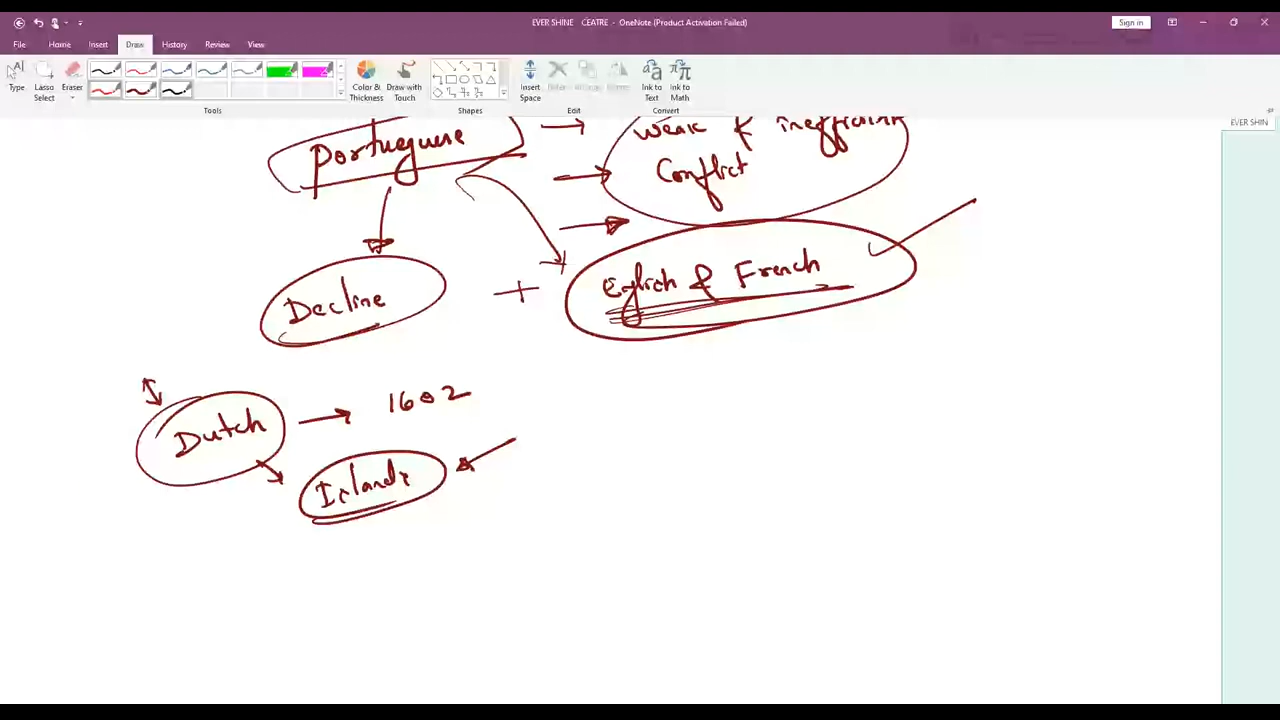 EVER SHINE CEATRE - OneNote (Product Activation Failed)
Sign in
File Home Insert Draw History Review View
Type
Lasso Select
Eraser
Color & Thickness
Draw with Touch
Insert Space
Ink to Text
Ink to Math
Tools
Shapes
Edit
Convert
EVER SHIN
Portuguese
weak & inefficient
Conflict
Decline
+
Eglish & French
Dutch
1602
Islands